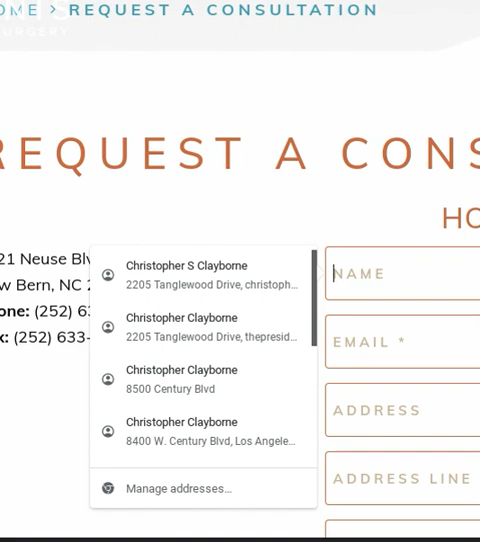 OME > REQUEST A CONSULTATION
NTS
URGERY
REQUEST A CONS
HO
21 Neuse Blv
w Bern, NC 2
one: (252) 63
x: (252) 633-
Christopher S Clayborne
2205 Tanglewood Drive, christoph…
Christopher Clayborne
2205 Tanglewood Drive, thepresid…
Christopher Clayborne
8500 Century Blvd
Christopher Clayborne
8400 W. Century Blvd, Los Angele…
Manage addresses…
NAME
EMAIL *
ADDRESS
ADDRESS LINE